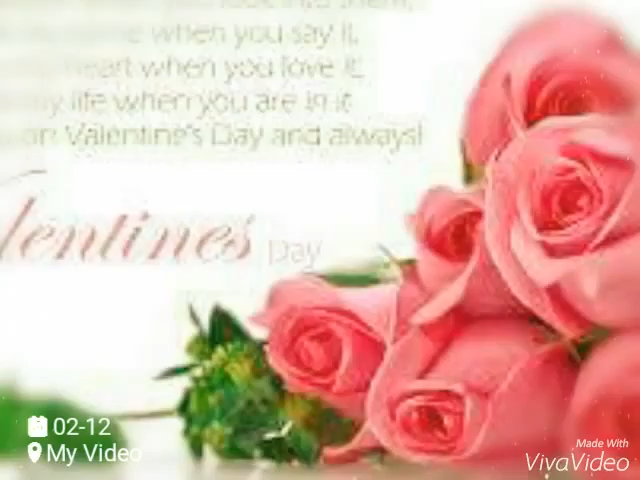 when you say it,
heart when you love it,
life when you are in it
on Valentine's Day and always!
lentines Day
02-12
My Video
Made With
VivaVideo